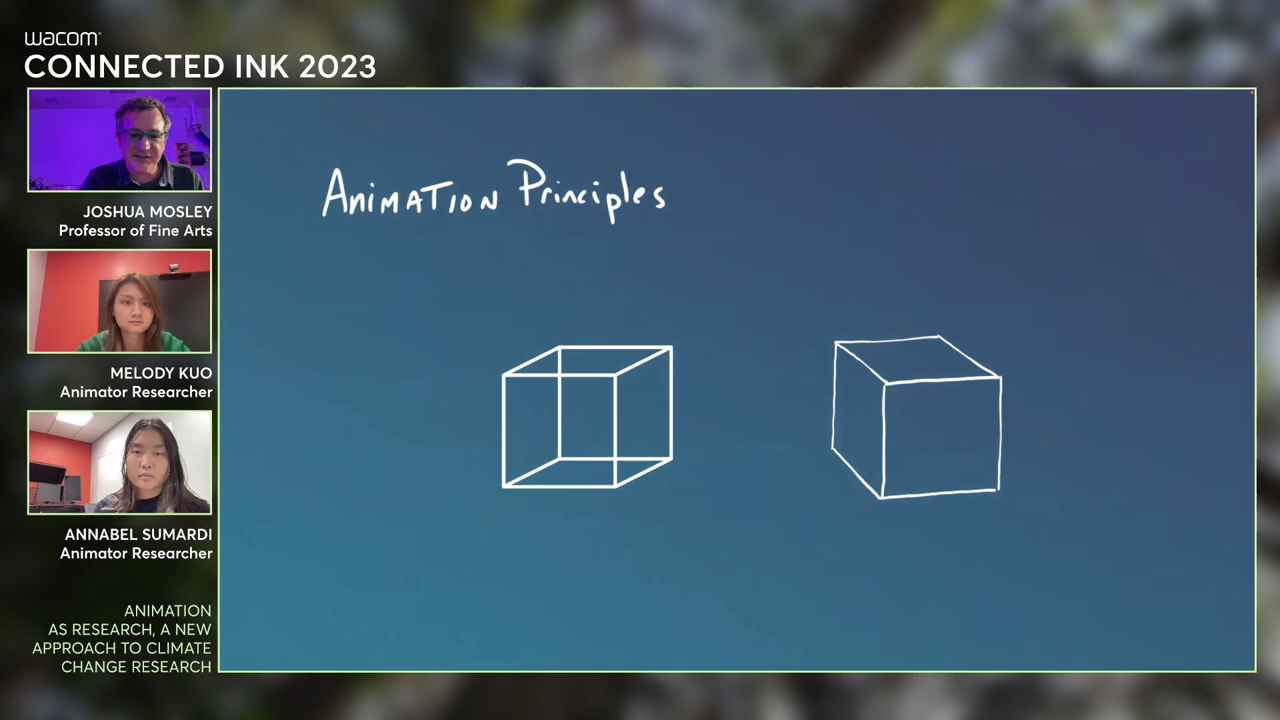 wacom
CONNECTED INK 2023
JOSHUA MOSLEY
Professor of Fine Arts
MELODY KUO
Animator Researcher
ANNABEL SUMARDI
Animator Researcher
ANIMATION
AS RESEARCH, A NEW
APPROACH TO CLIMATE
CHANGE RESEARCH
ANIMATION Principles